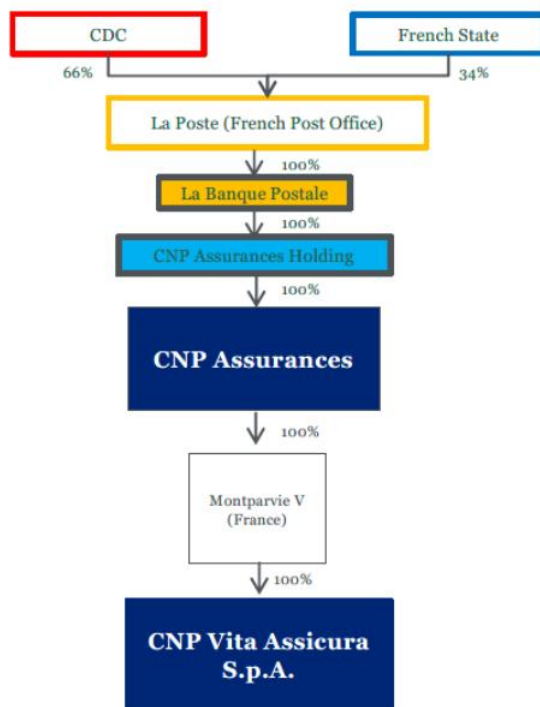 CDC
French State
66%
34%
La Poste (French Post Office)
100%
La Banque Postale
100%
CNP Assurances Holding
100%
CNP Assurances
100%
Montparvie V
(France)
100%
CNP Vita Assicura
S.p.A.